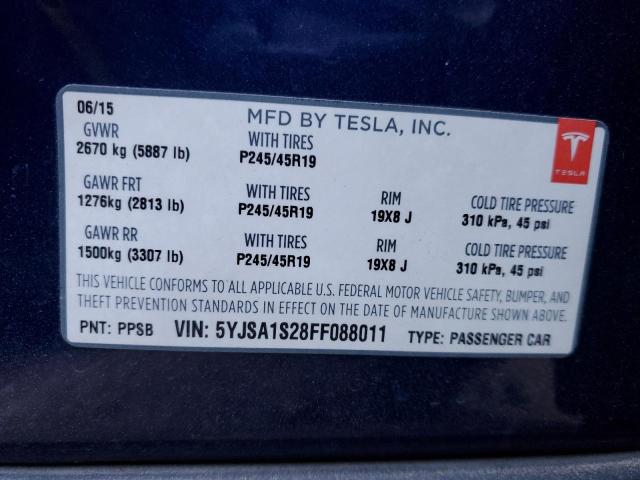 06/15
MFD BY TESLA, INC.
GVWR WITH TIRES
2670 kg (5887 lb) P245/45R19
TESLA
GAWR FRT WITH TIRES RIM COLD TIRE PRESSURE
1276kg (2813 lb) P245/45R19 19X8 J 310 kPa, 45 psi
GAWR RR WITH TIRES RIM COLD TIRE PRESSURE
1500kg (3307 lb) P245/45R19 19X8 J 310 kPa, 45 psi
THIS VEHICLE CONFORMS TO ALL APPLICABLE U.S. FEDERAL MOTOR VEHICLE SAFETY, BUMPER, AND
THEFT PREVENTION STANDARDS IN EFFECT ON THE DATE OF MANUFACTURE SHOWN ABOVE.
PNT: PPSB VIN: 5YJSA1S28FF088011 TYPE: PASSENGER CAR